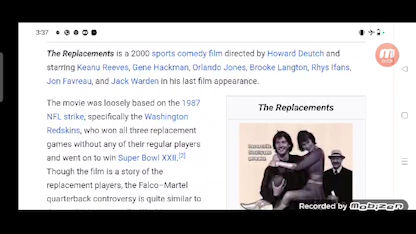 3:37
The Replacements is a 2000 sports comedy film directed by Howard Deutch and
starring Keanu Reeves, Gene Hackman, Orlando Jones, Brooke Langton, Rhys Ifans,
Jon Favreau, and Jack Warden in his last film appearance.
The movie was loosely based on the 1987
NFL strike, specifically the Washington
Redskins, who won all three replacement
games without any of their regular players
and went on to win Super Bowl XXII.[2]
Though the film is a story of the
replacement players, the Falco–Martel
quarterback controversy is quite similar to
The Replacements
Recorded by Mobizen